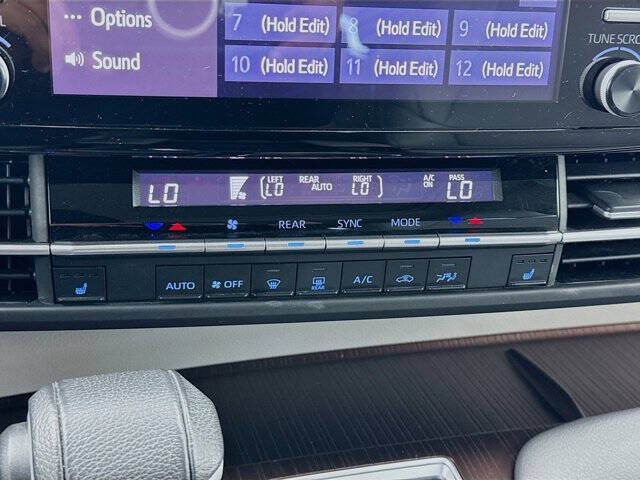 7 (Hold Edit) 8 (Hold Edit) 9 (Hold Edit)
Options
Sound
10 (Hold Edit) 11 (Hold Edit) 12 (Hold Edit)
TUNE SCRO
LO LEFT LO REAR AUTO RIGHT LO A/C ON PASS LO
REAR SYNC MODE
AUTO OFF REAR A/C